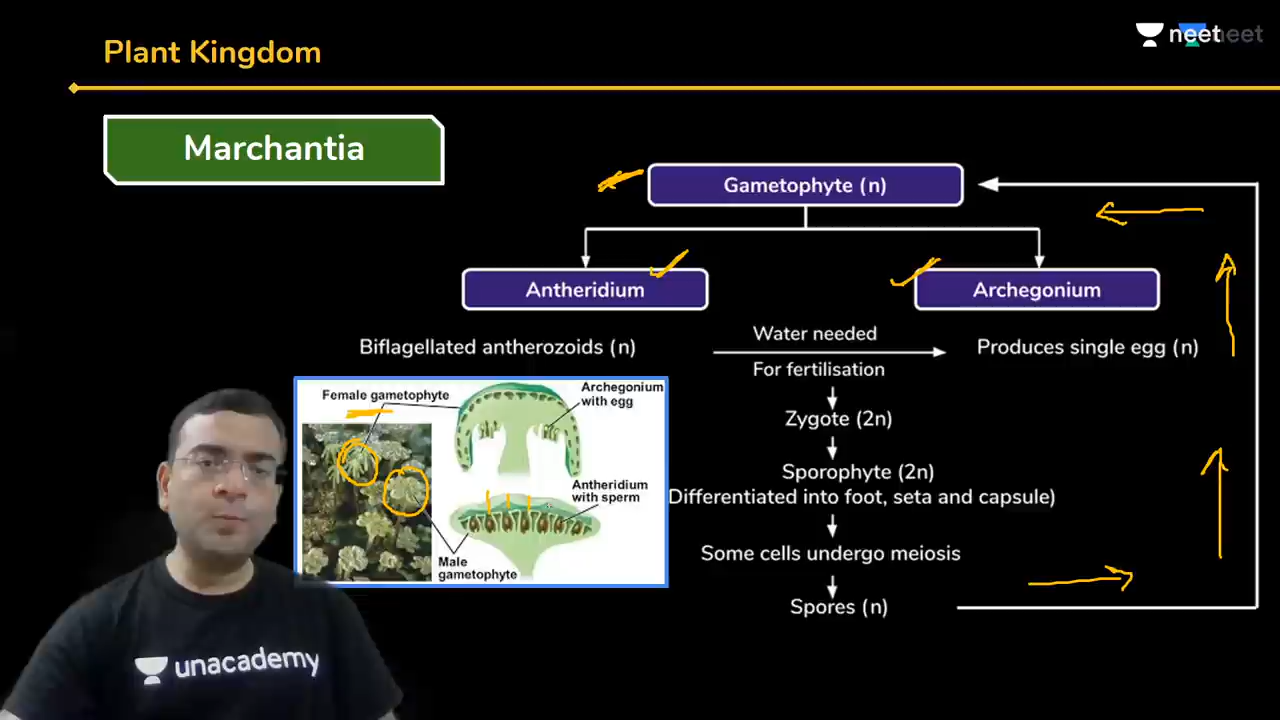 Plant Kingdom
neet
eet
Marchantia
Gametophyte (n)
Antheridium
Archegonium
Biflagellated antherozoids (n)
Water needed
For fertilisation
Produces single egg (n)
Zygote (2n)
Sporophyte (2n)
Differentiated into foot, seta and capsule)
Some cells undergo meiosis
Spores (n)
Female gametophyte
Archegonium
with egg
Antheridium
with sperm
Male
gametophyte
unacademy